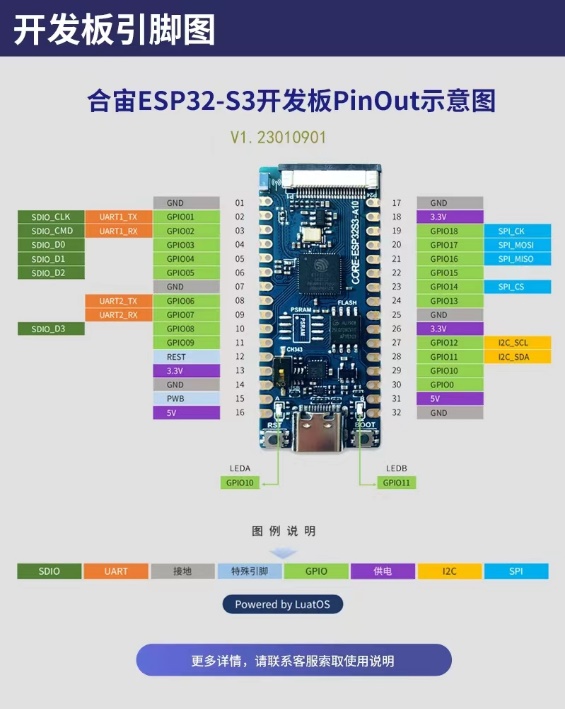 开发板引脚图
合宙ESP32-S3开发板PinOut示意图
V1.23010901
GND 01
SDIO_CLK UART1_TX GPIO01 02
SDIO_CMD UART1_RX GPIO02 03
SDIO_D0 GPIO03 04
SDIO_D1 GPIO04 05
SDIO_D2 GPIO05 06
GND 07
UART2_TX GPIO06 08
UART2_RX GPIO07 09
SDIO_D3 GPIO08 10
GPIO09 11
REST 12
3.3V 13
GND 14
PWB 15
5V 16
CORE-ESP32S1-A10
FLASH
PSRAM
PSRAM
CK343
A
B
RST
BOOT
17 GND
18 3.3V
19 GPIO18 SPI_CK
20 GPIO17 SPI_MOSI
21 GPIO16 SPI_MISO
22 GPIO15
23 GPIO14 SPI_CS
24 GPIO13
25 GND
26 3.3V
27 GPIO12 I2C_SCL
28 GPIO11 I2C_SDA
29 GPIO10
30 GPIO0
31 5V
32 GND
LEDA
GPIO10
LEDB
GPIO11
图例说明
SDIO UART 接地 特殊引脚 GPIO 供电 I2C SPI
Powered by LuatOS
更多详情，请联系客服索取使用说明